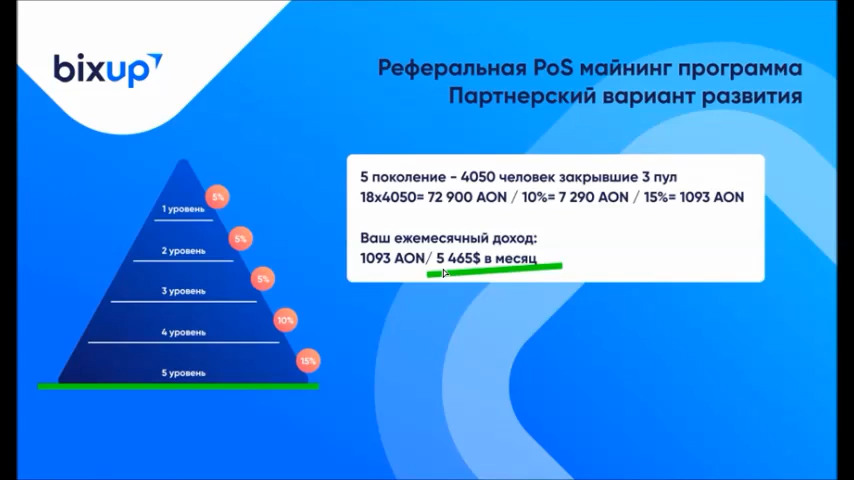 bixup
Реферальная PoS майнинг программа
Партнерский вариант развития
5 поколение - 4050 человек закрывшие 3 пул
18x4050= 72 900 AON / 10%= 7 290 AON / 15%= 1093 AON
Ваш ежемесячный доход:
1093 AON/ 5 465$ в месяц
5%
1 уровень
5%
2 уровень
5%
3 уровень
10%
4 уровень
15%
5 уровень